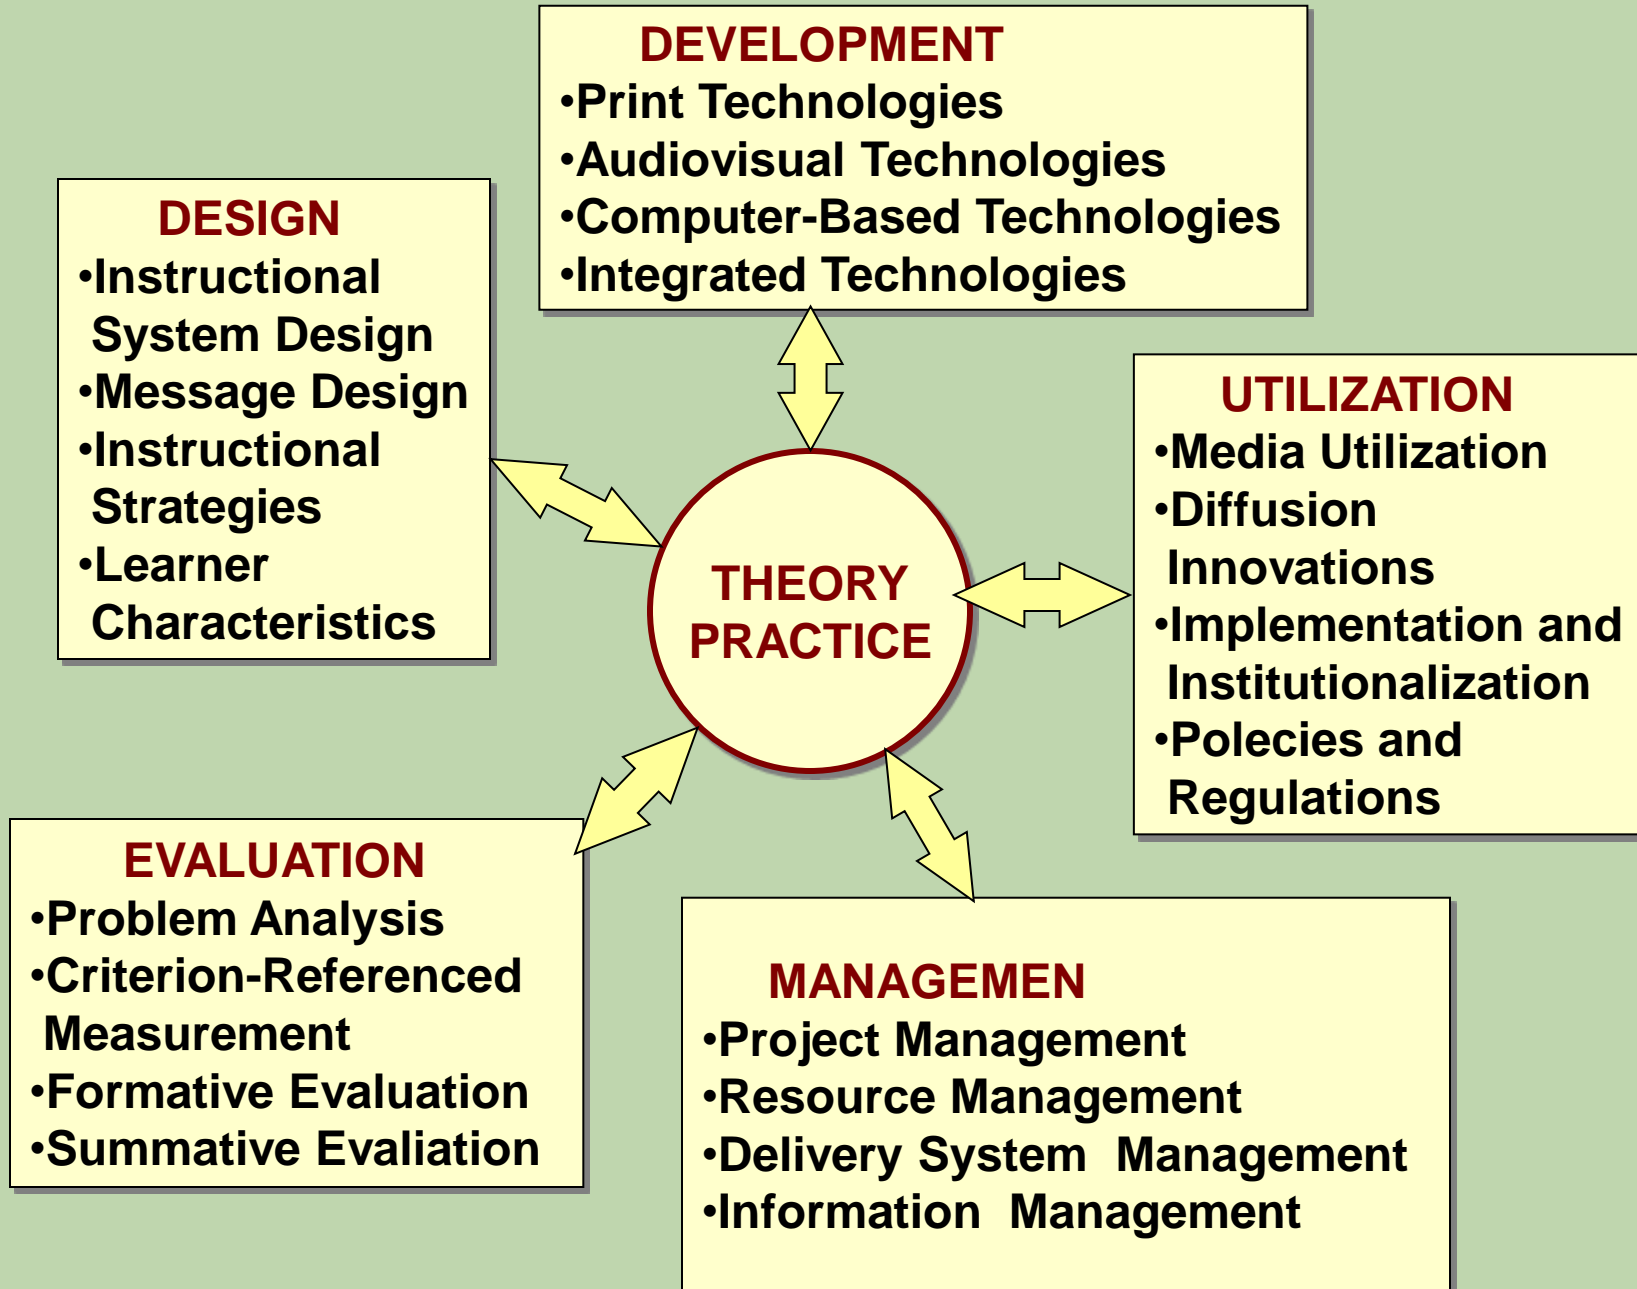 DEVELOPMENT
•Print Technologies
•Audiovisual Technologies
•Computer-Based Technologies
•Integrated Technologies
DESIGN
•Instructional
System Design
•Message Design
•Instructional
Strategies
•Learner
Characteristics
UTILIZATION
•Media Utilization
•Diffusion
Innovations
•Implementation and
Institutionalization
•Polecies and
Regulations
THEORY
PRACTICE
EVALUATION
•Problem Analysis
•Criterion-Referenced
Measurement
•Formative Evaluation
•Summative Evaliation
MANAGEMEN
•Project Management
•Resource Management
•Delivery System  Management
•Information  Management